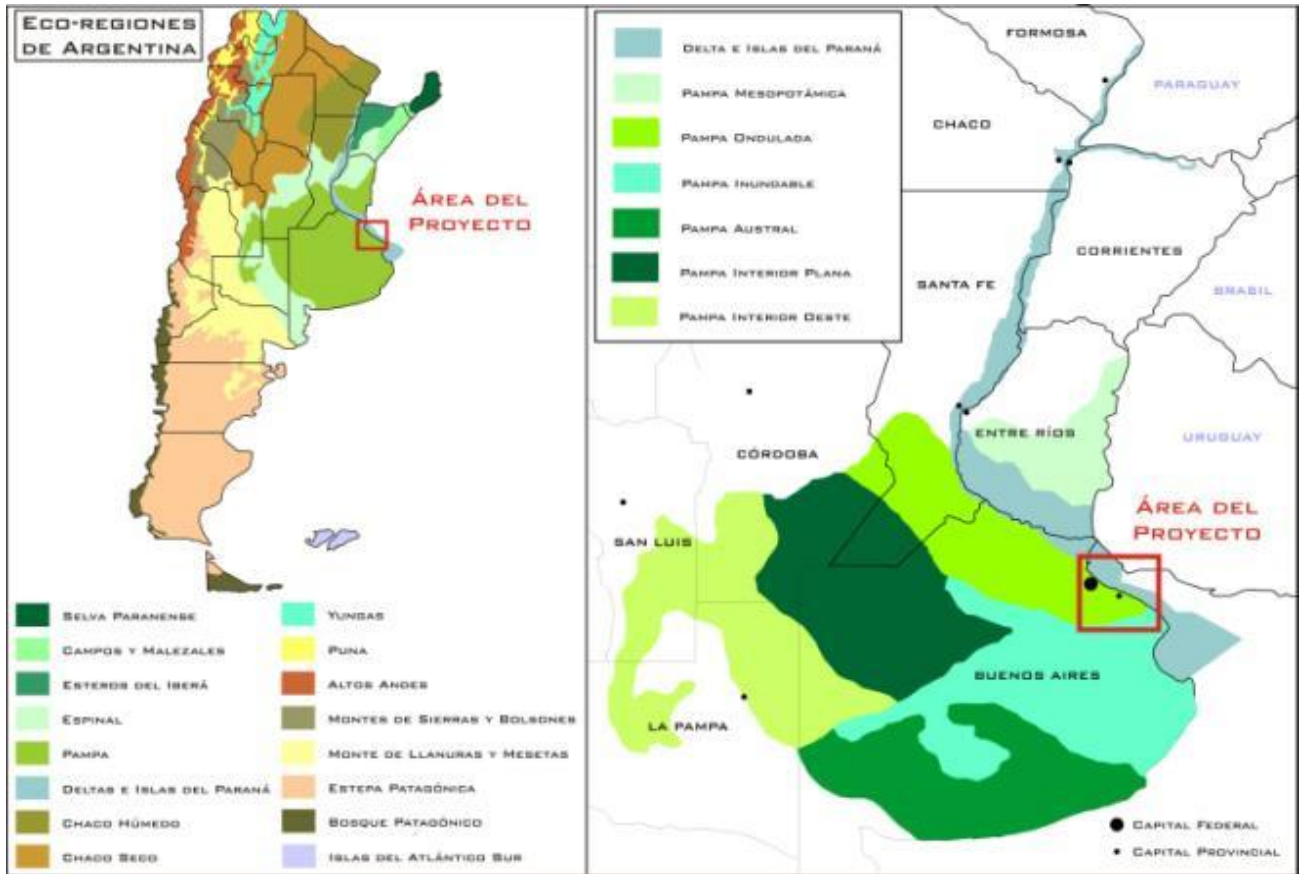 ECO-REGIONES
DE ARGENTINA
ÁREA DEL
PROYECTO
SELVA PARANENSE
CAMPOS Y MALEZALES
ESTEROS DEL IBERÁ
ESPINAL
PAMPA
DELTAS E ISLAS DEL PARANÁ
CHACO HÚMEDO
CHACO SECO
YUNGAS
PUNA
ALTOS ANDES
MONTES DE SIERRAS Y BOLSONES
MONTE DE LLANURAS Y MESETAS
ESTEPA PATAGÓNICA
BOSQUE PATAGÓNICO
ISLAS DEL ATLÁNTICO SUR
DELTA E ISLAS DEL PARANÁ
PAMPA MESOPOTÁMICA
PAMPA ONDULADA
PAMPA INUNDABLE
PAMPA AUSTRAL
PAMPA INTERIOR PLANA
PAMPA INTERIOR OESTE
FORMOSA
PARAGUAY
CHACO
CORRIENTES
SANTA FE
BRASIL
ENTRE RÍOS
URUGUAY
CÓRDOBA
ÁREA DEL
PROYECTO
SAN LUIS
BUENOS AIRES
LA PAMPA
CAPITAL FEDERAL
CAPITAL PROVINCIAL